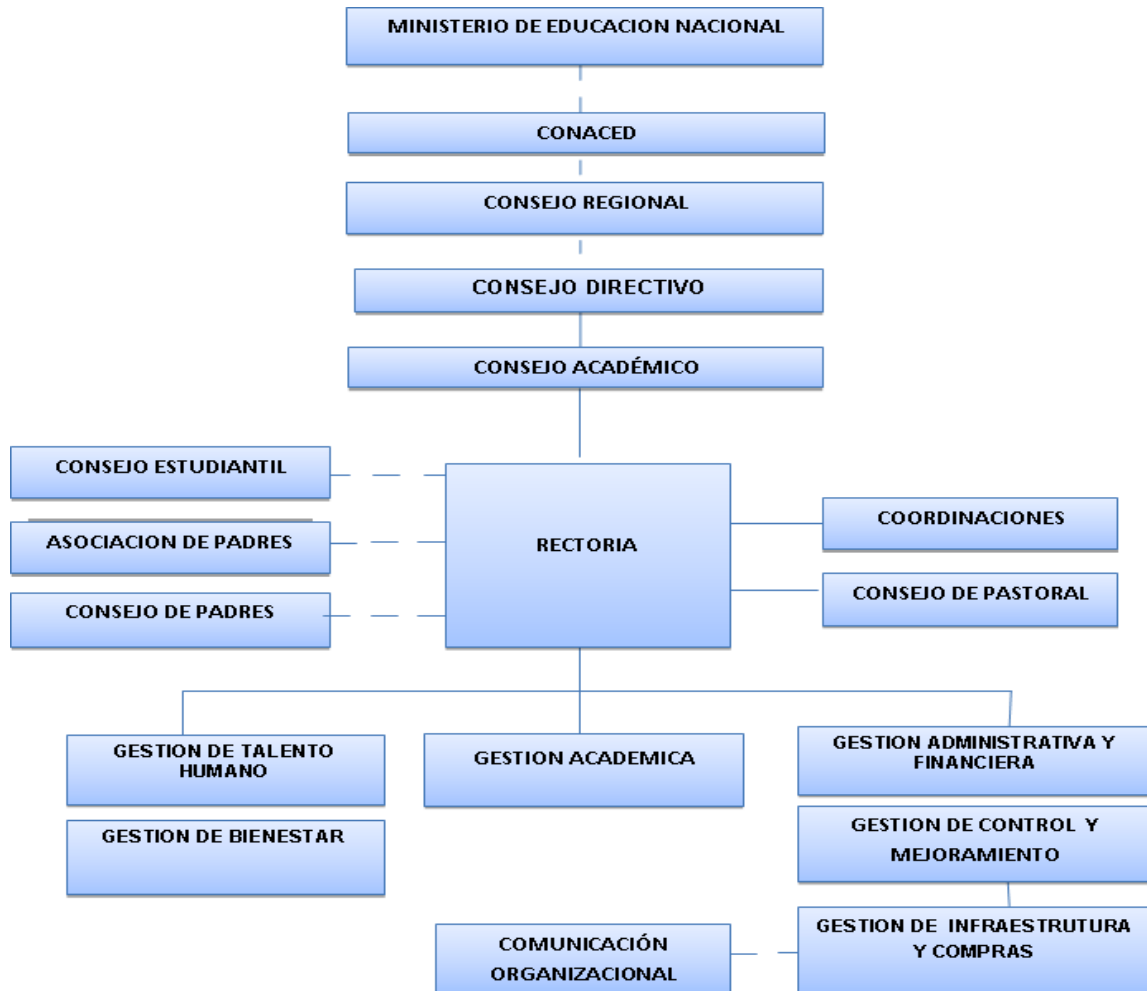 MINISTERIO DE EDUCACION NACIONAL
CONACED
CONSEJO REGIONAL
CONSEJO DIRECTIVO
CONSEJO ACADÉMICO
CONSEJO ESTUDIANTIL
ASOCIACION DE PADRES
CONSEJO DE PADRES
RECTORIA
COORDINACIONES
CONSEJO DE PASTORAL
GESTION DE TALENTO
HUMANO
GESTION DE BIENESTAR
GESTION ACADEMICA
GESTION ADMINISTRATIVA Y
FINANCIERA
GESTION DE CONTROL Y
MEJORAMIENTO
GESTION DE INFRAESTRUTURA
Y COMPRAS
COMUNICACIÓN
ORGANIZACIONAL